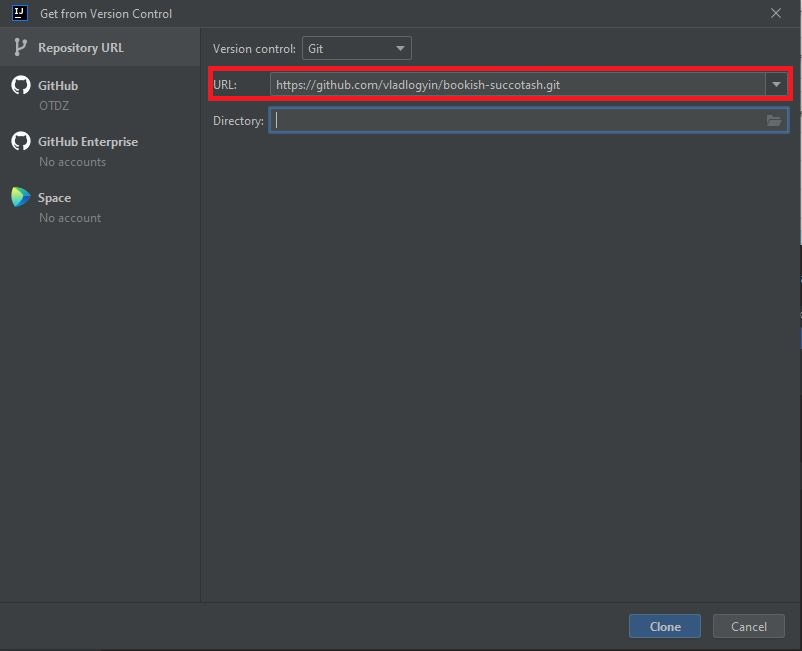 IJ
Get from Version Control
Repository URL
GitHub
OTDZ
GitHub Enterprise
No accounts
Space
No account
Version control: Git
URL: https://github.com/vladlogyin/bookish-succotash.git
Directory:
Clone Cancel